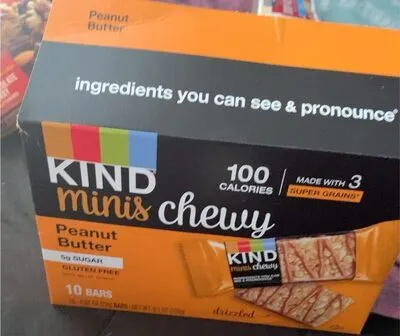 Peanut
Butter
ingredients you can see & pronounce®
KIND
minis chewy
100
CALORIES
MADE WITH 3
SUPER GRAINS*
Peanut
Butter
5g SUGAR
GLUTEN FREE
10 BARS
KIND
minis chewy
drizzled